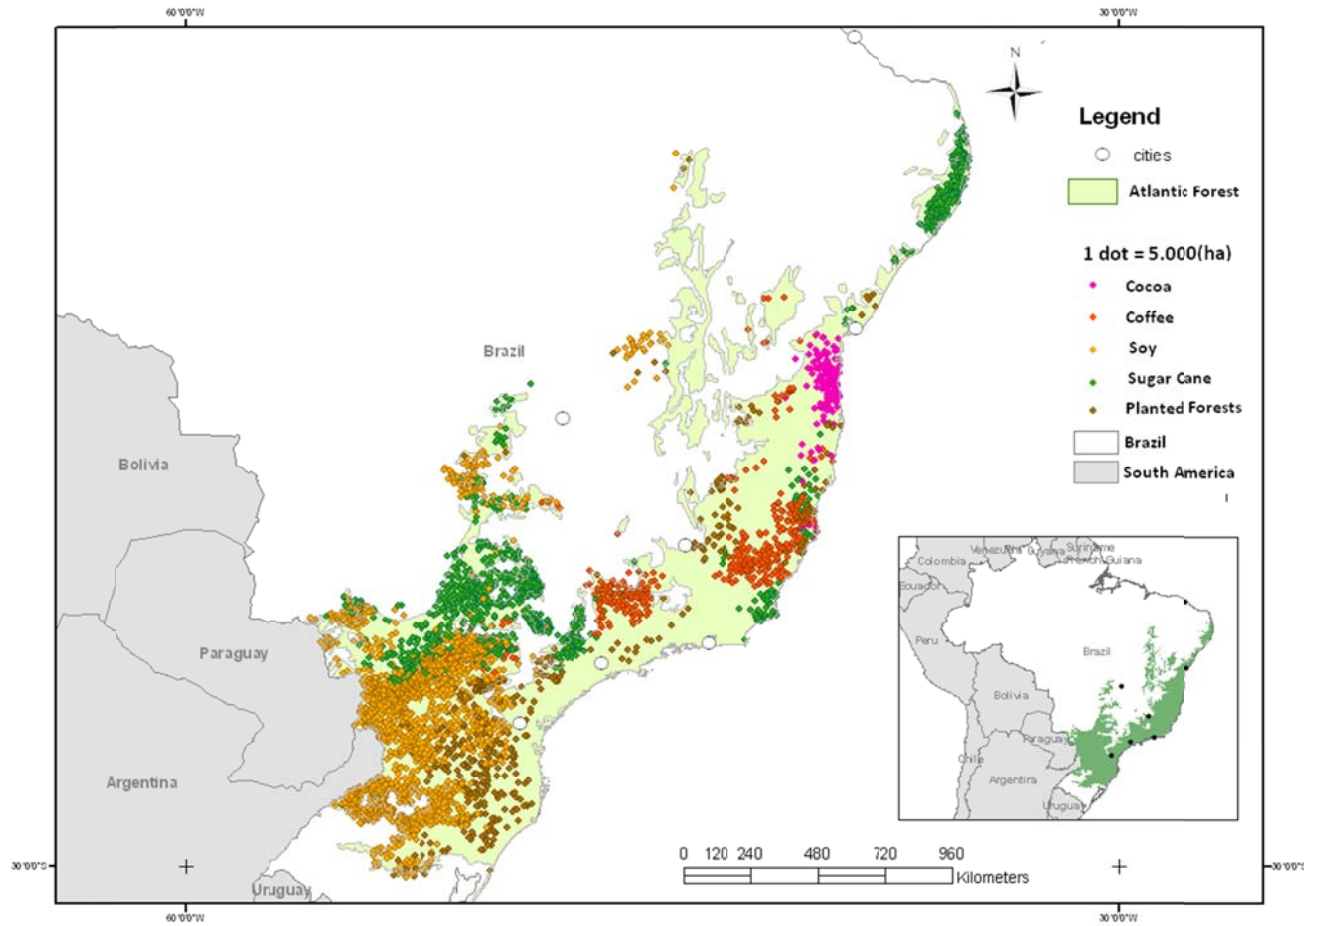 60°0'0"W
30°0'0"W
N
Legend
cities
Atlantic Forest
1 dot = 5.000(ha)
Cocoa
Coffee
Soy
Sugar Cane
Planted Forests
Brazil
South America
Brazil
Bolivia
Paraguay
Argentina
Uruguay
Colombia
Guyana
Suriname
French Guiana
Ecuador
Peru
Brazil
Bolivia
Paraguay
Chile
Argentina
Uruguay
0 120 240 480 720 960
Kilometers
30°0'0"S
30°0'0"S
60°0'0"W
30°0'0"W